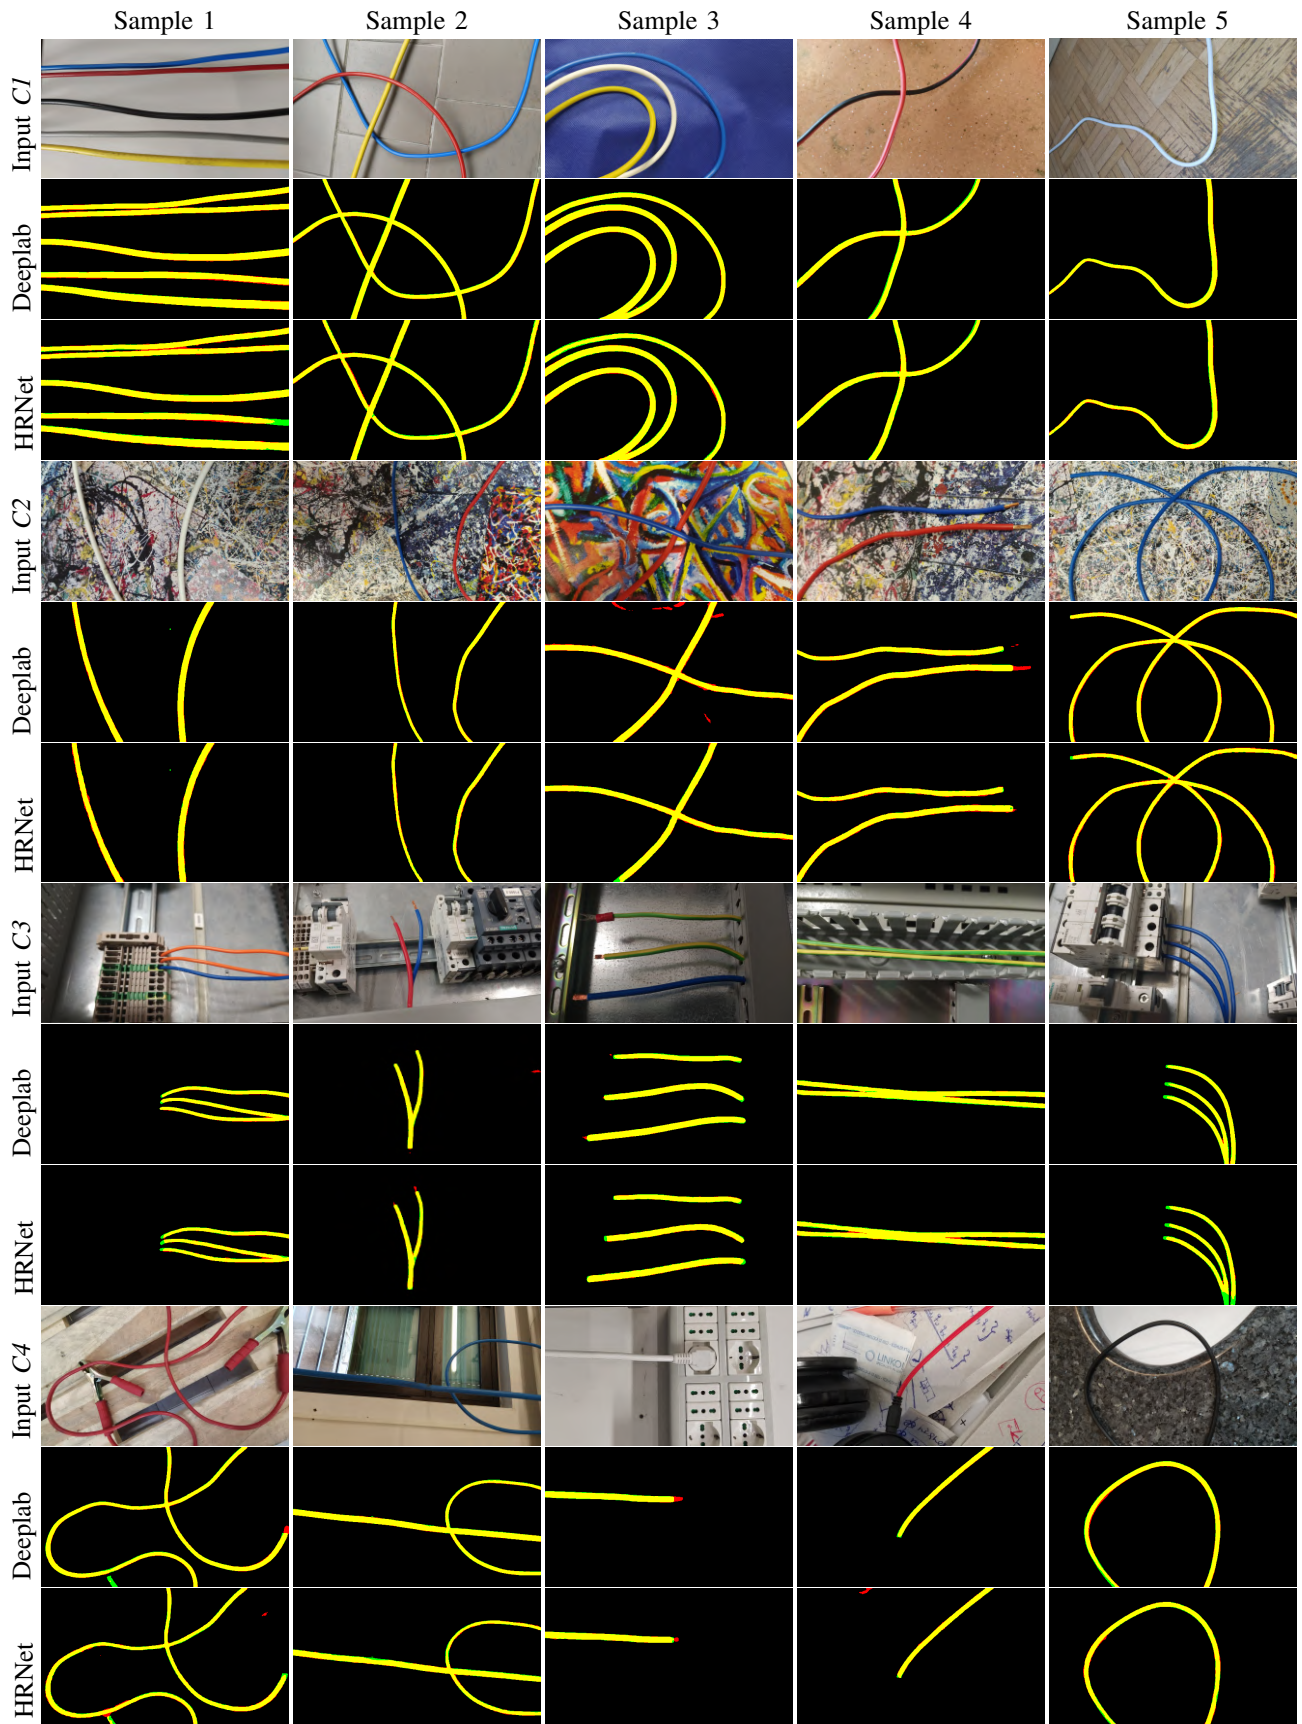 Sample 1 Sample 2 Sample 3 Sample 4 Sample 5
Input C1
Deeplab
HRNet
Input C2
Deeplab
HRNet
Input C3
Deeplab
HRNet
Input C4
Deeplab
HRNet